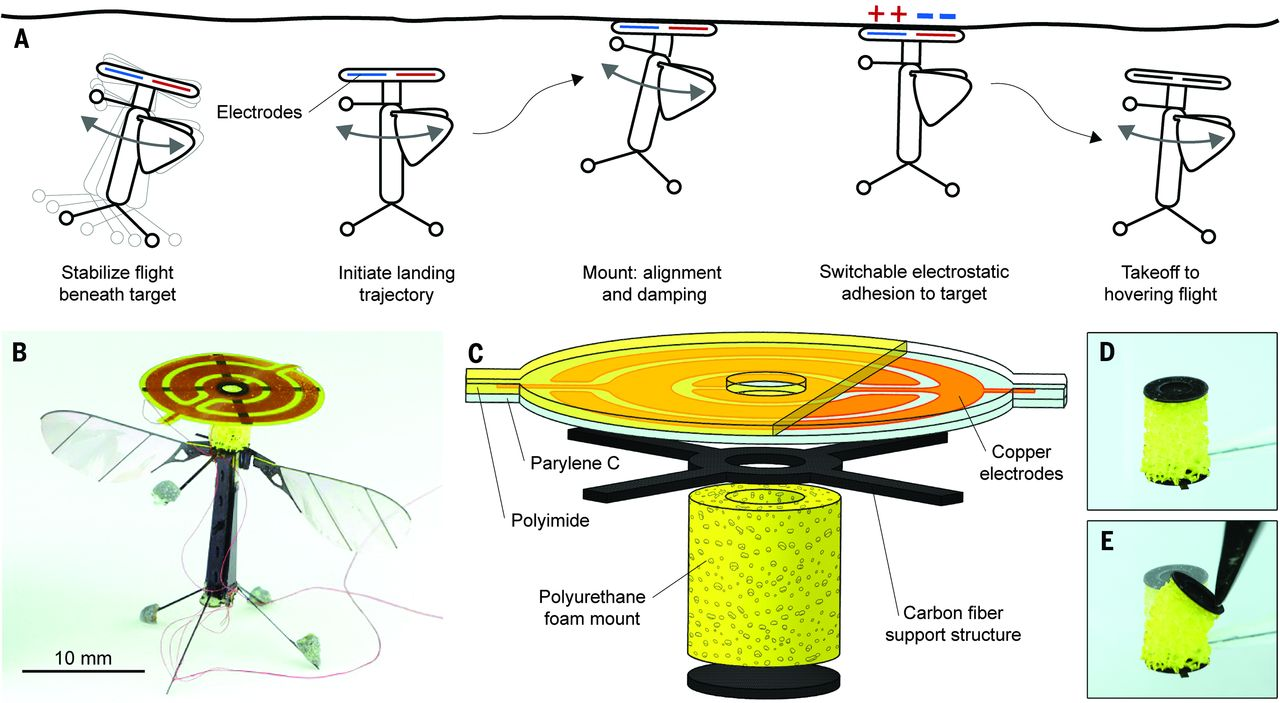 A
++ – –
Electrodes
Stabilize flight
beneath target
Initiate landing
trajectory
Mount: alignment
and damping
Switchable electrostatic
adhesion to target
Takeoff to
hovering flight
B
10 mm
C
Parylene C
Polyimide
Copper
electrodes
Polyurethane
foam mount
Carbon fiber
support structure
D
E